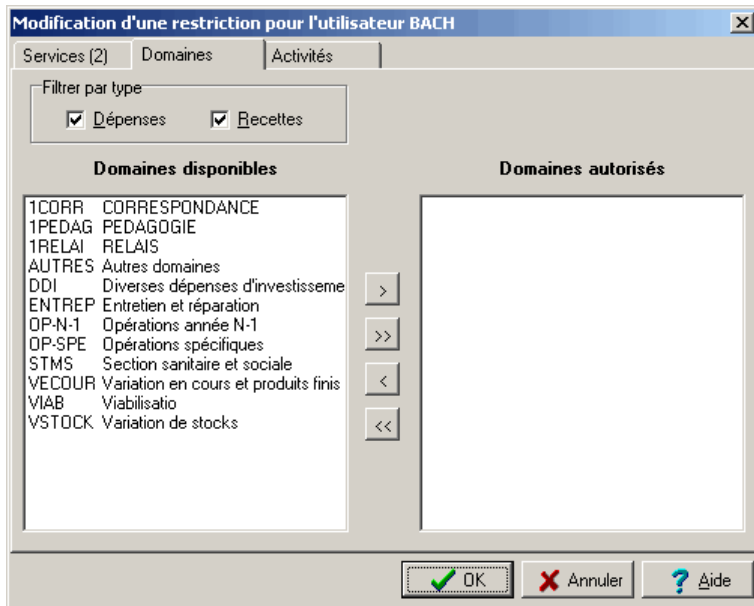 Modification d'une restriction pour l'utilisateur BACH
Services (2) Domaines Activités
Filtrer par type
Dépenses Recettes
Domaines disponibles Domaines autorisés
1CORR CORRESPONDANCE
1PEDAG PEDAGOGIE
1RELAI RELAIS
AUTRES Autres domaines
DDI Diverses dépenses d'investisseme
ENTREP Entretien et réparation
OP-N-1 Opérations année N-1
OP-SPE Opérations spécifiques
STMS Section sanitaire et sociale
VECOUR Variation en cours et produits finis
VIAB Viabilisatio
VSTOCK Variation de stocks
>
>>
<
<<
OK Annuler ? Aide